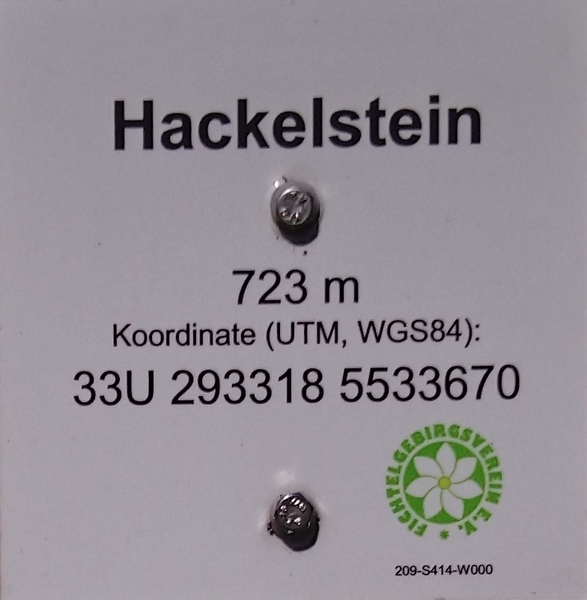 Hackelstein
723 m
Koordinate (UTM, WGS84):
33U 293318 5533670
FICHTELGEBIRGSVEREIN E.V. *
209-S414-W000